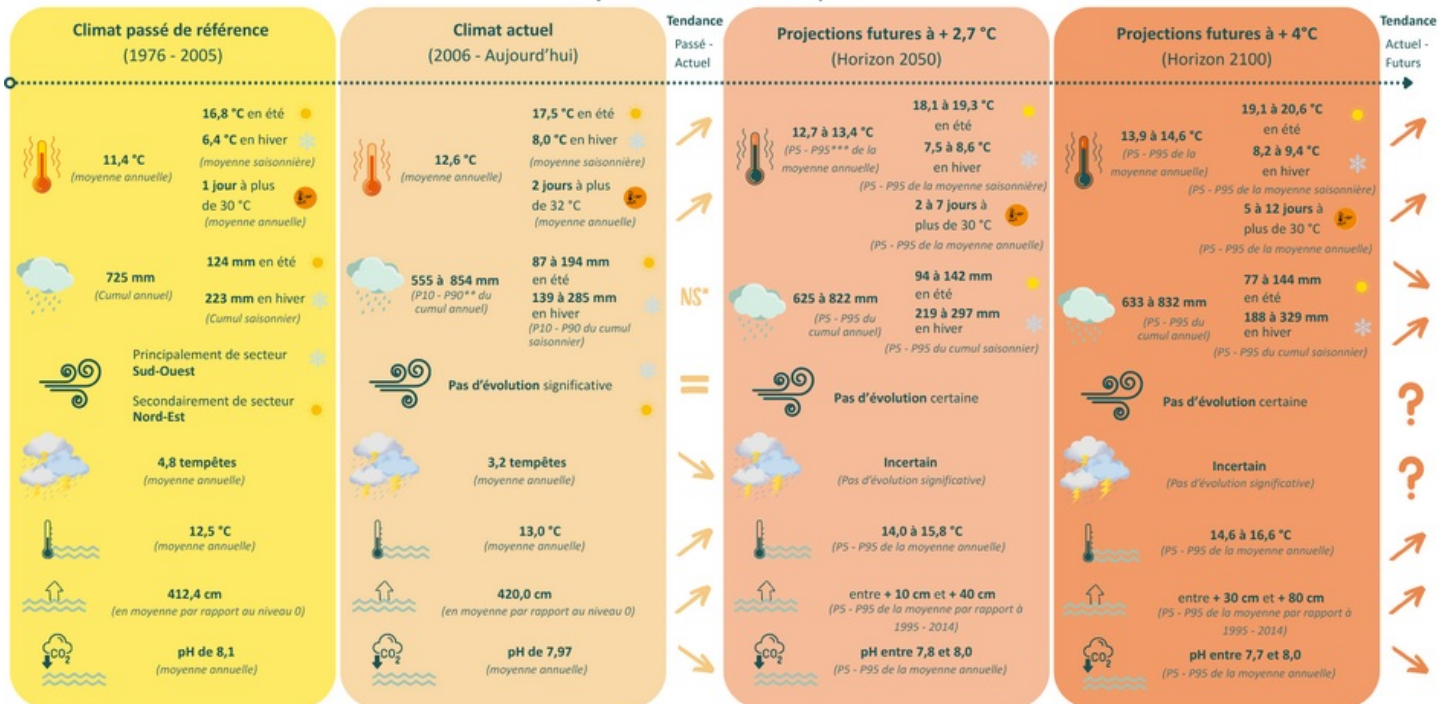 Climat passé de référence
(1976 - 2005)
16,8 °C en été
6,4 °C en hiver
(moyenne saisonnière)
11,4 °C
(moyenne annuelle)
1 jour à plus
de 30 °C
(moyenne annuelle)
124 mm en été
725 mm
(Cumul annuel)
223 mm en hiver
(Cumul saisonnier)
Principalement de secteur
Sud-Ouest
Secondairement de secteur
Nord-Est
4,8 tempêtes
(moyenne annuelle)
12,5 °C
(moyenne annuelle)
412,4 cm
(en moyenne par rapport au niveau 0)
CO2
pH de 8,1
(moyenne annuelle)
Climat actuel
(2006 - Aujourd'hui)
17,5 °C en été
8,0 °C en hiver
(moyenne saisonnière)
12,6 °C
(moyenne annuelle)
2 jours à plus
de 32 °C
(moyenne annuelle)
87 à 194 mm
en été
555 à 854 mm
(P10 - P90** du
cumul annuel)
139 à 285 mm
en hiver
(P10 - P90 du cumul
saisonnier)
Pas d'évolution significative
3,2 tempêtes
(moyenne annuelle)
13,0 °C
(moyenne annuelle)
420,0 cm
(en moyenne par rapport au niveau 0)
CO2
pH de 7,97
(moyenne annuelle)
Tendance
Passé -
Actuel
NS*
=
Projections futures à + 2,7 °C
(Horizon 2050)
18,1 à 19,3 °C
en été
12,7 à 13,4 °C
(P5 - P95*** de la
moyenne annuelle)
7,5 à 8,6 °C
en hiver
(P5 - P95 de la moyenne saisonnière)
2 à 7 jours à
plus de 30 °C
(P5 - P95 de la moyenne annuelle)
94 à 142 mm
en été
625 à 822 mm
(P5 - P95 du
cumul annuel)
219 à 297 mm
en hiver
(P5 - P95 du cumul saisonnier)
Pas d'évolution certaine
Incertain
(Pas d'évolution significative)
14,0 à 15,8 °C
(P5 - P95 de la moyenne annuelle)
entre + 10 cm et + 40 cm
(P5 - P95 de la moyenne par rapport à
1995 - 2014)
CO2
pH entre 7,8 et 8,0
(P5 - P95 de la moyenne annuelle)
Projections futures à + 4°C
(Horizon 2100)
19,1 à 20,6 °C
en été
13,9 à 14,6 °C
(P5 - P95 de la
moyenne annuelle)
8,2 à 9,4 °C
en hiver
(P5 - P95 de la moyenne saisonnière)
5 à 12 jours à
plus de 30 °C
(P5 - P95 de la moyenne annuelle)
77 à 144 mm
en été
633 à 832 mm
(P5 - P95 du
cumul annuel)
188 à 329 mm
en hiver
(P5 - P95 du cumul saisonnier)
Pas d'évolution certaine
Incertain
(Pas d'évolution significative)
14,6 à 16,6 °C
(P5 - P95 de la moyenne annuelle)
entre + 30 cm et + 80 cm
(P5 - P95 de la moyenne par rapport à
1995 - 2014)
CO2
pH entre 7,7 et 8,0
(P5 - P95 de la moyenne annuelle)
Tendance
Actuel -
Futurs
?
?